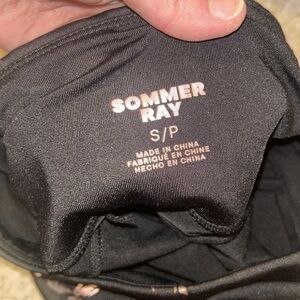 SOMMER
RAY
S/P
MADE IN CHINA
FABRIQUÉ EN CHINE
HECHO EN CHINA